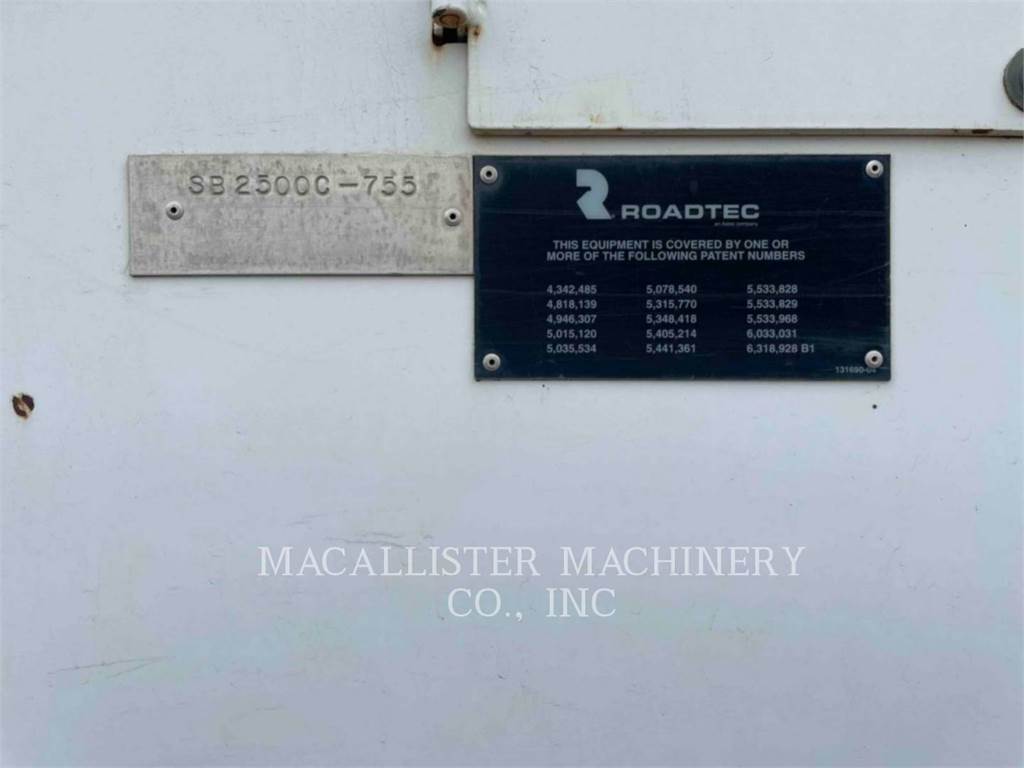 SB2500C-755
ROADTEC
an Astec company
THIS EQUIPMENT IS COVERED BY ONE OR
MORE OF THE FOLLOWING PATENT NUMBERS
4,342,485 5,078,540 5,533,828
4,818,139 5,315,770 5,533,829
4,946,307 5,348,418 5,533,968
5,015,120 5,405,214 6,033,031
5,035,534 5,441,361 6,318,928 B1
MACALLISTER MACHINERY
CO., INC